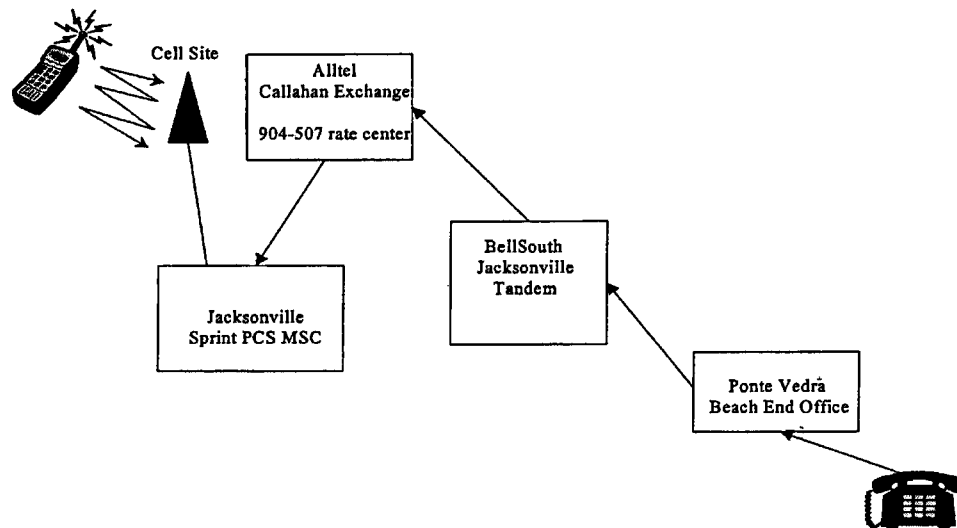 Cell Site
Alltel
Callahan Exchange
904-507 rate center
BellSouth
Jacksonville
Tandem
Jacksonville
Sprint PCS MSC
Ponte Vedra
Beach End Office